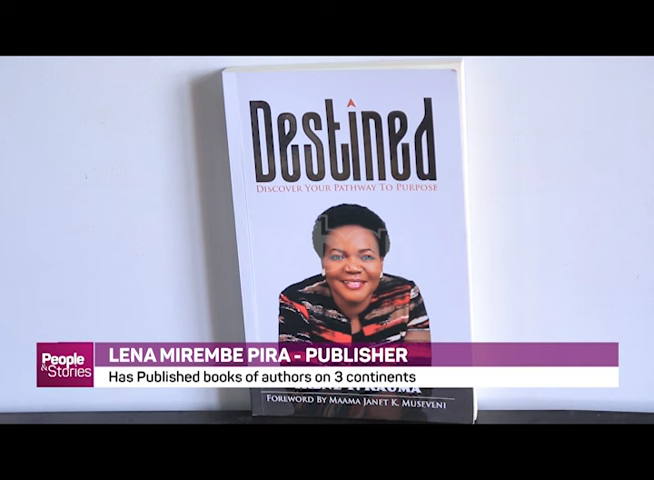 Destined
DISCOVER YOUR PATHWAY TO PURPOSE
People
& Stories
LENA MIREMBE PIRA - PUBLISHER
Has Published books of authors on 3 continents
FOREWORD BY MAAMA JANET K. MUSEVENI